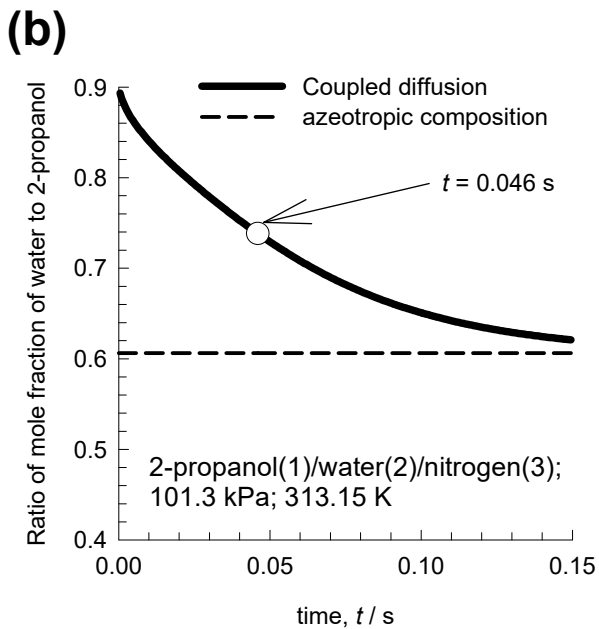 (b)
Ratio of mole fraction of water to 2-propanol
0.9
0.8
0.7
0.6
0.5
0.4
Coupled diffusion
azeotropic composition
t = 0.046 s
2-propanol(1)/water(2)/nitrogen(3);
101.3 kPa; 313.15 K
0.00 0.05 0.10 0.15
time, t / s